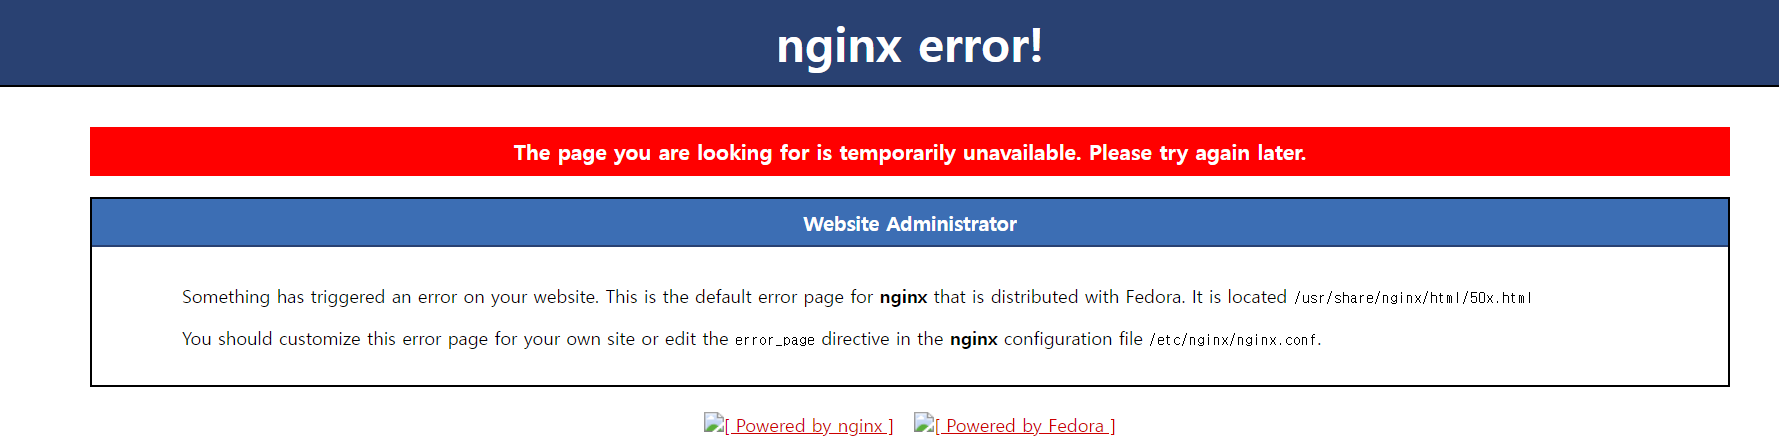 nginx error!
The page you are looking for is temporarily unavailable. Please try again later.
Website Administrator
Something has triggered an error on your website. This is the default error page for nginx that is distributed with Fedora. It is located /usr/share/nginx/html/50x.html
You should customize this error page for your own site or edit the error_page directive in the nginx configuration file /etc/nginx/nginx.conf.
[ Powered by nginx ] [ Powered by Fedora ]